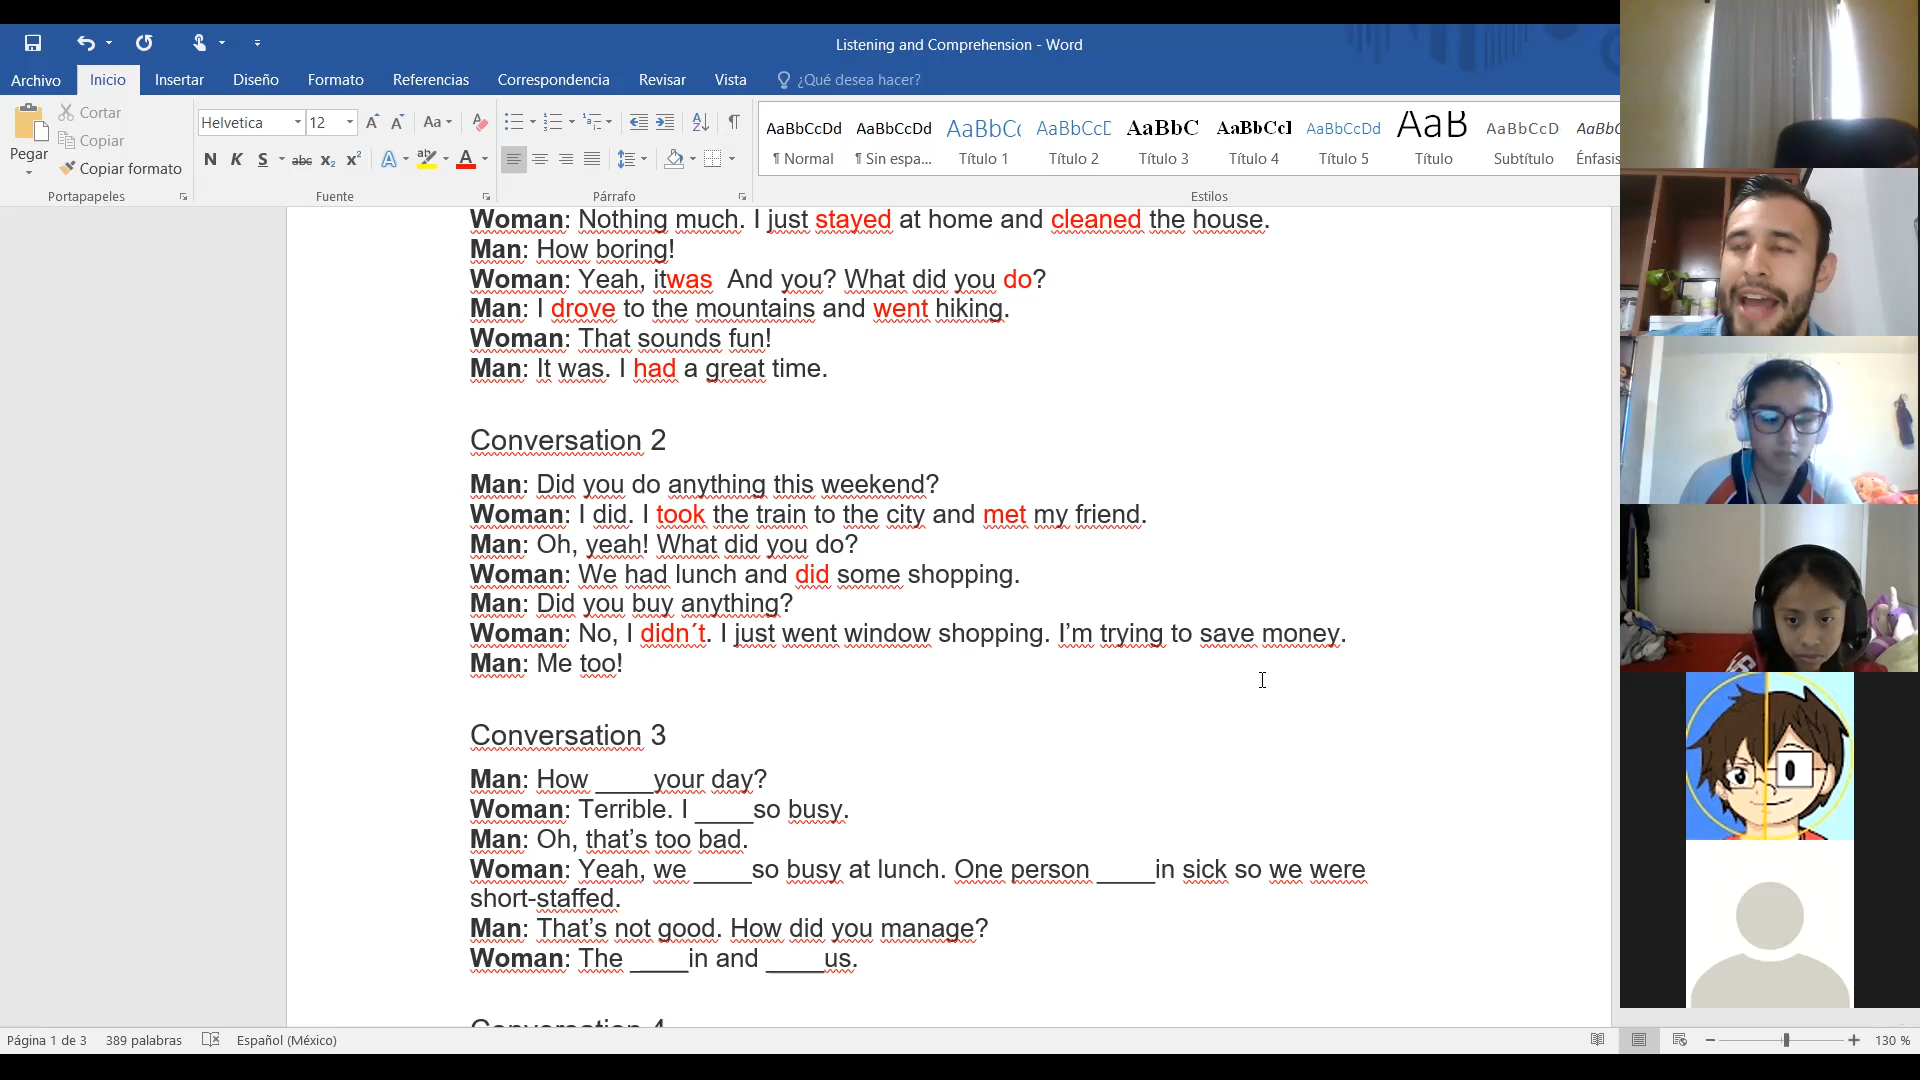 Listening and Comprehension - Word
Archivo Inicio Insertar Diseño Formato Referencias Correspondencia Revisar Vista ¿Qué desea hacer?
Pegar
Cortar
Copiar
Copiar formato
Portapapeles
Helvetica 12
N K S abc x₂ x²
Fuente
Párrafo
AaBbCcDd AaBbCcDd AaBbCc AaBbCcD AaBbC AaBbCcI AaBbCcDd AaB AaBbCcD AaBbC
¶ Normal ¶ Sin espa... Título 1 Título 2 Título 3 Título 4 Título 5 Título Subtítulo Énfasis
Estilos
Woman: Nothing much. I just stayed at home and cleaned the house.
Man: How boring!
Woman: Yeah, itwas And you? What did you do?
Man: I drove to the mountains and went hiking.
Woman: That sounds fun!
Man: It was. I had a great time.
Conversation 2
Man: Did you do anything this weekend?
Woman: I did. I took the train to the city and met my friend.
Man: Oh, yeah! What did you do?
Woman: We had lunch and did some shopping.
Man: Did you buy anything?
Woman: No, I didn´t. I just went window shopping. I’m trying to save money.
Man: Me too!
Conversation 3
Man: How ____your day?
Woman: Terrible. I ____so busy.
Man: Oh, that’s too bad.
Woman: Yeah, we ____so busy at lunch. One person ____in sick so we were
short-staffed.
Man: That’s not good. How did you manage?
Woman: The ____in and ____us.
Conversation 4
Página 1 de 3 389 palabras Español (México) 130 %